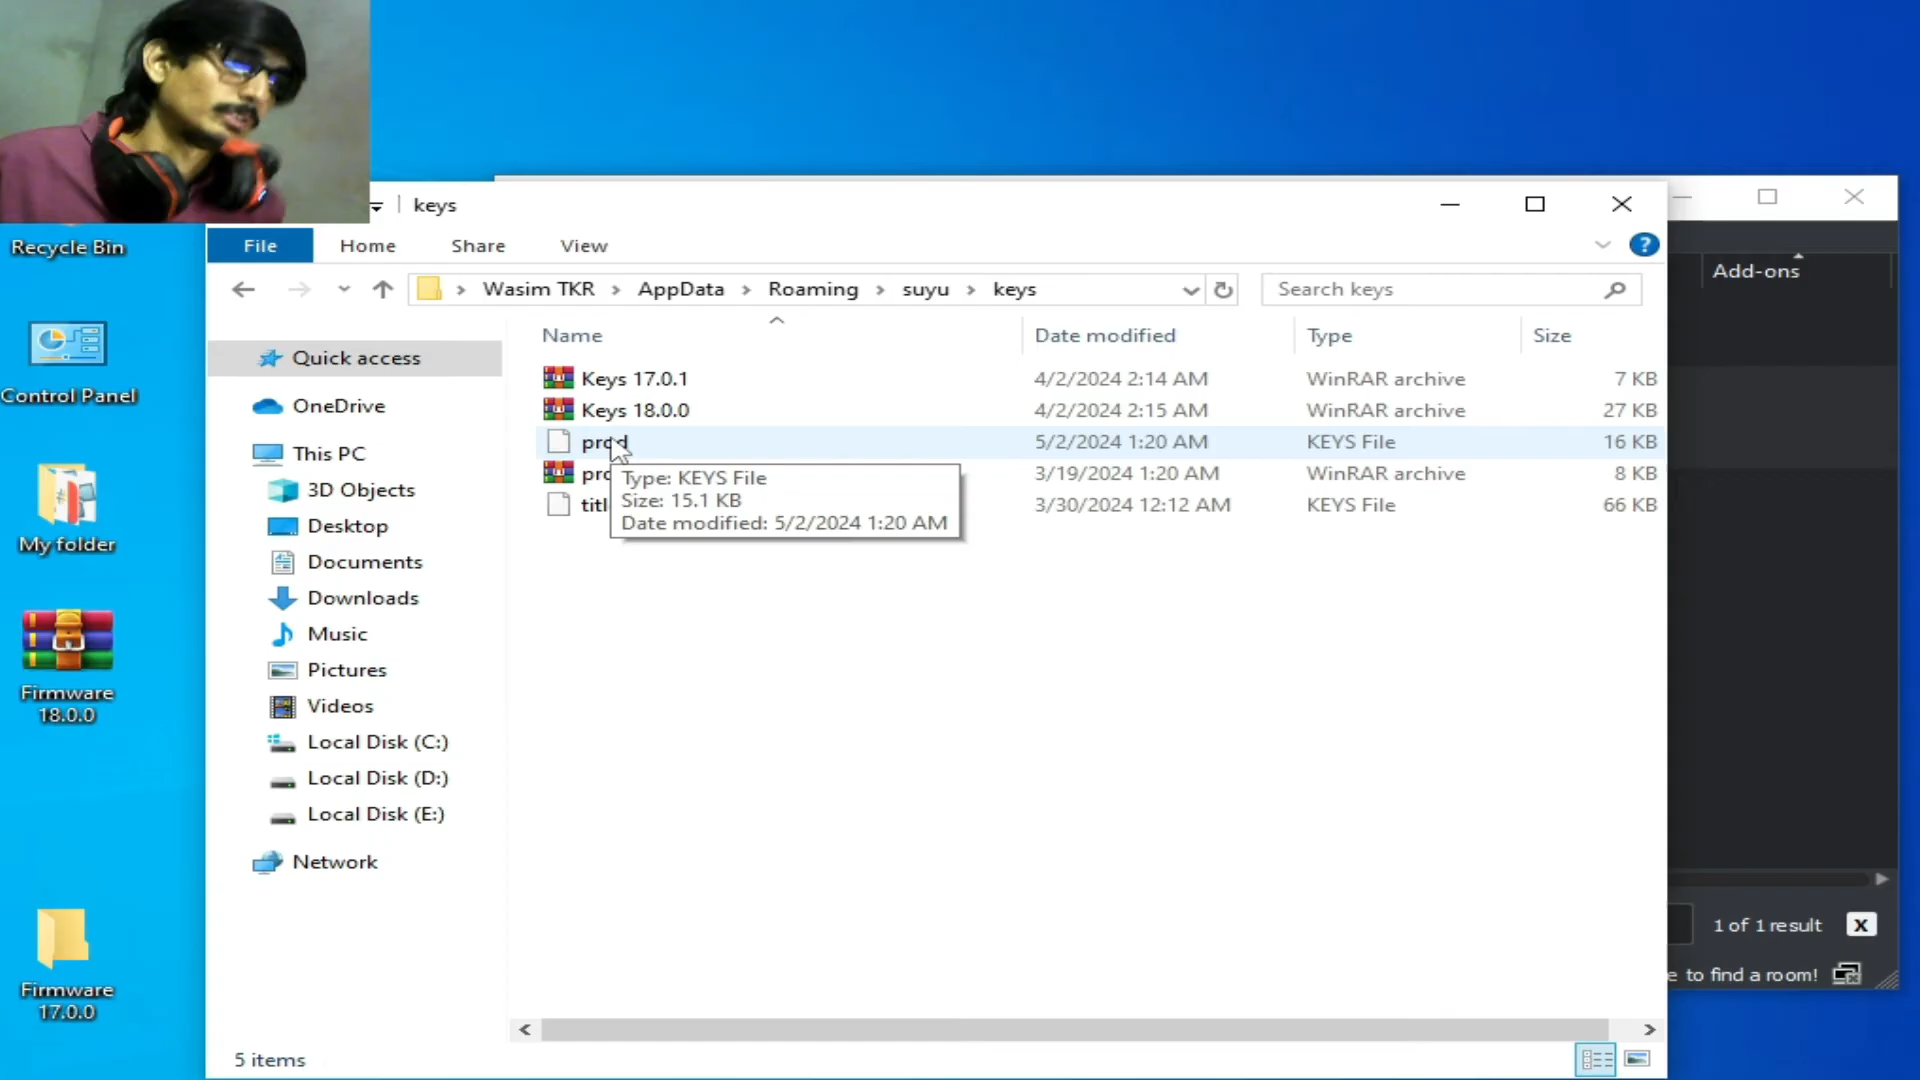 keys
File Home Share View
Wasim TKR > AppData > Roaming > suyu > keys
Search keys
Name Date modified Type Size
Keys 17.0.1 4/2/2024 2:14 AM WinRAR archive 7 KB
Keys 18.0.0 4/2/2024 2:15 AM WinRAR archive 27 KB
prod 5/2/2024 1:20 AM KEYS File 16 KB
3/19/2024 1:20 AM WinRAR archive 8 KB
3/30/2024 12:12 AM KEYS File 66 KB
Type: KEYS File
Size: 15.1 KB
Date modified: 5/2/2024 1:20 AM
Quick access
OneDrive
This PC
3D Objects
Desktop
Documents
Downloads
Music
Pictures
Videos
Local Disk (C:)
Local Disk (D:)
Local Disk (E:)
Network
5 items
Recycle Bin
Control Panel
My folder
Firmware
18.0.0
Firmware
17.0.0
Add-ons
1 of 1 result X
e to find a room!